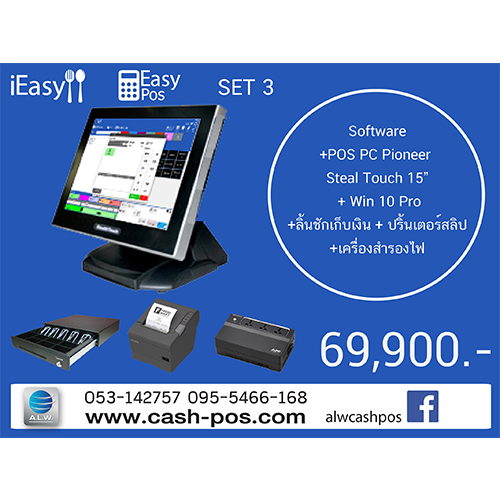 iEasy
Easy
Pos
SET 3
Software
+POS PC Pioneer
Steal Touch 15”
+ Win 10 Pro
+ลิ้นชักเก็บเงิน + ปริ้นเตอร์สลิป
+เครื่องสำรองไฟ
69,900.-
ALW
053-142757 095-5466-168
www.cash-pos.com
alwcashpos